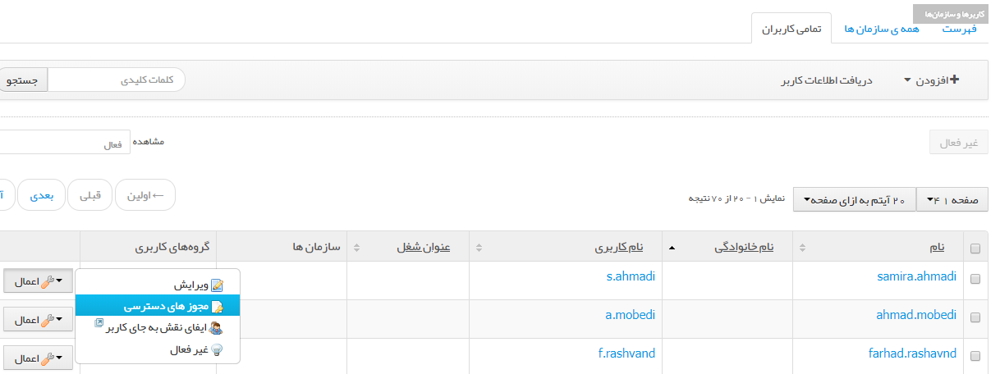 کاربرها و سازمان‌ها
فهرست
همه ی سازمان ها
تمامی کاربران
افزودن
دریافت اطلاعات کاربر
کلمات کلیدی
جستجو
غیر فعال
مشاهده
فعال
صفحه ۱ ۴
۲۰ آیتم به ازای صفحه
نمایش ۱ - ۲۰ از ۷۰ نتیجه
←اولین
قبلی
بعدی
نام
نام خانوادگی
نام کاربری
عنوان شغل
سازمان ها
گروه‌های کاربری
samira.ahmadi
s.ahmadi
اعمال
ahmad.mobedi
a.mobedi
اعمال
farhad.rashavnd
f.rashvand
اعمال
ویرایش
مجوز های دسترسی
ایفای نقش به جای کاربر
غیر فعال